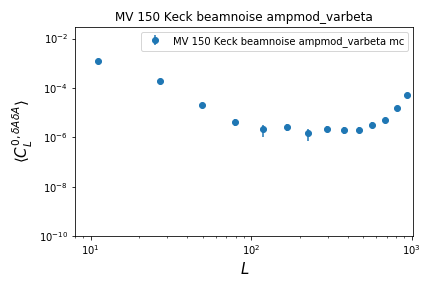 MV 150 Keck beamnoise ampmod_varbeta
MV 150 Keck beamnoise ampmod_varbeta mc
10⁻²
10⁻⁴
10⁻⁶
10⁻⁸
10⁻¹⁰
⟨C_L^{0, δAδA}⟩
10¹
10²
10³
L